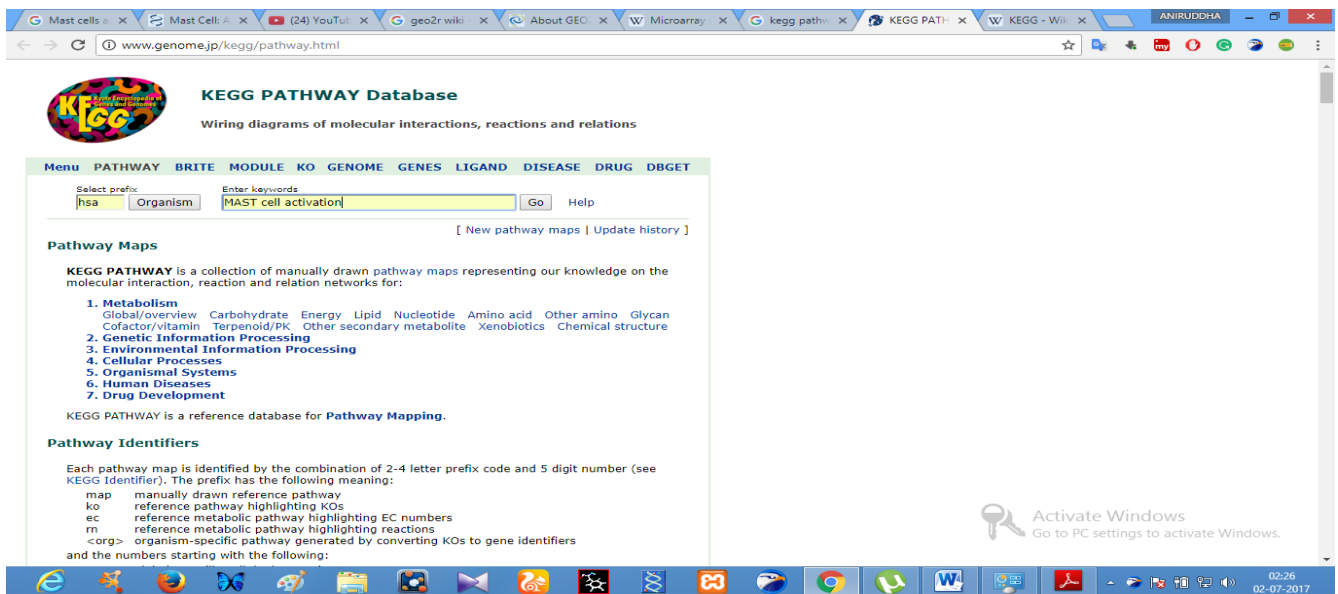 Mast cells a
Mast Cell: A
(24) YouTub
geo2r wiki -
About GEO
Microarray
kegg pathw
KEGG PATH
KEGG - Wik
ANIRUDDHA
www.genome.jp/kegg/pathway.html
my
KEGG
Kyoto Encyclopedia of
Genes and Genomes
KEGG PATHWAY Database
Wiring diagrams of molecular interactions, reactions and relations
Menu PATHWAY BRITE MODULE KO GENOME GENES LIGAND DISEASE DRUG DBGET
Select prefix Enter keywords
hsa Organism MAST cell activation Go Help
[ New pathway maps | Update history ]
Pathway Maps
KEGG PATHWAY is a collection of manually drawn pathway maps representing our knowledge on the
molecular interaction, reaction and relation networks for:
1. Metabolism
Global/overview Carbohydrate Energy Lipid Nucleotide Amino acid Other amino Glycan
Cofactor/vitamin Terpenoid/PK Other secondary metabolite Xenobiotics Chemical structure
2. Genetic Information Processing
3. Environmental Information Processing
4. Cellular Processes
5. Organismal Systems
6. Human Diseases
7. Drug Development
KEGG PATHWAY is a reference database for Pathway Mapping.
Pathway Identifiers
Each pathway map is identified by the combination of 2-4 letter prefix code and 5 digit number (see
KEGG Identifier). The prefix has the following meaning:
map manually drawn reference pathway
ko reference pathway highlighting KOs
ec reference metabolic pathway highlighting EC numbers
rn reference metabolic pathway highlighting reactions
<org> organism-specific pathway generated by converting KOs to gene identifiers
and the numbers starting with the following:
Activate Windows
Go to PC settings to activate Windows.
02:26
02-07-2017